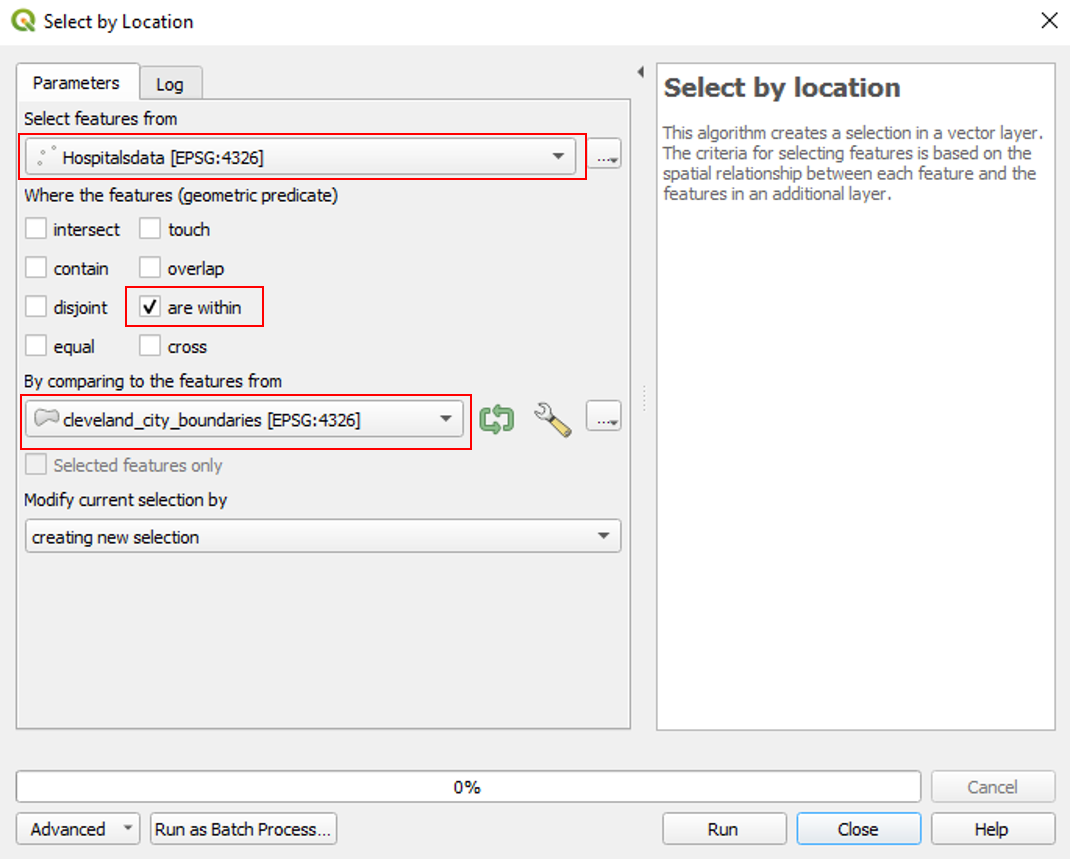 Select by Location
Parameters
Log
Select features from
Hospitalsdata [EPSG:4326]
...
Where the features (geometric predicate)
intersect
touch
contain
overlap
disjoint
are within
equal
cross
By comparing to the features from
cleveland_city_boundaries [EPSG:4326]
...
Selected features only
Modify current selection by
creating new selection
Select by location
This algorithm creates a selection in a vector layer.
The criteria for selecting features is based on the
spatial relationship between each feature and the
features in an additional layer.
0%
Cancel
Advanced
Run as Batch Process...
Run
Close
Help